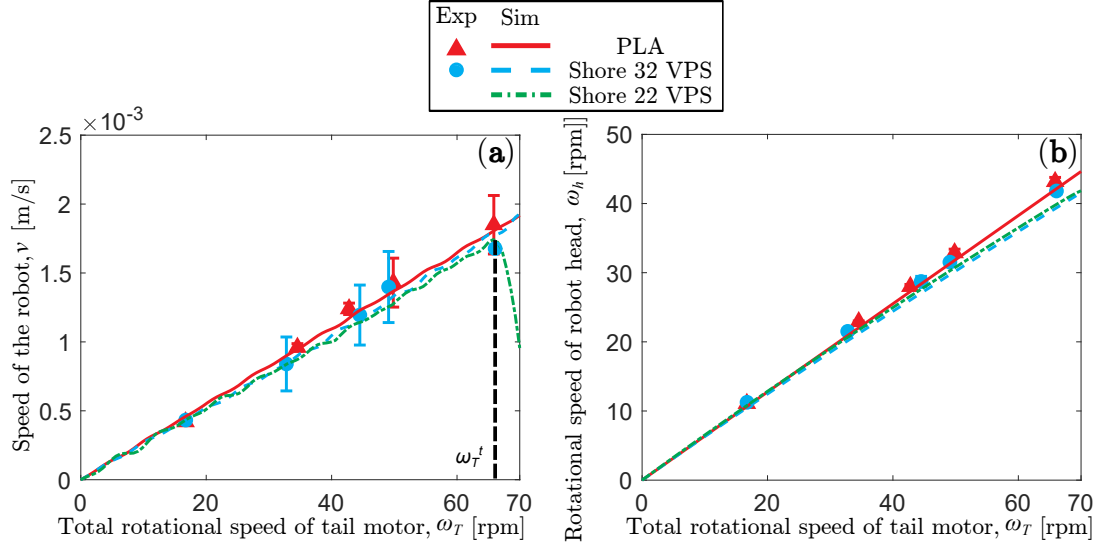 Exp Sim
PLA
Shore 32 VPS
Shore 22 VPS
×10⁻³
2.5
2
1.5
1
0.5
0
0 20 40 60 70
(a)
ω_T^t
Speed of the robot, v [m/s]
Total rotational speed of tail motor, ω_T [rpm]
50
40
30
20
10
0
0 20 40 60 70
(b)
Rotational speed of robot head, ω_h [rpm]]
Total rotational speed of tail motor, ω_T [rpm]